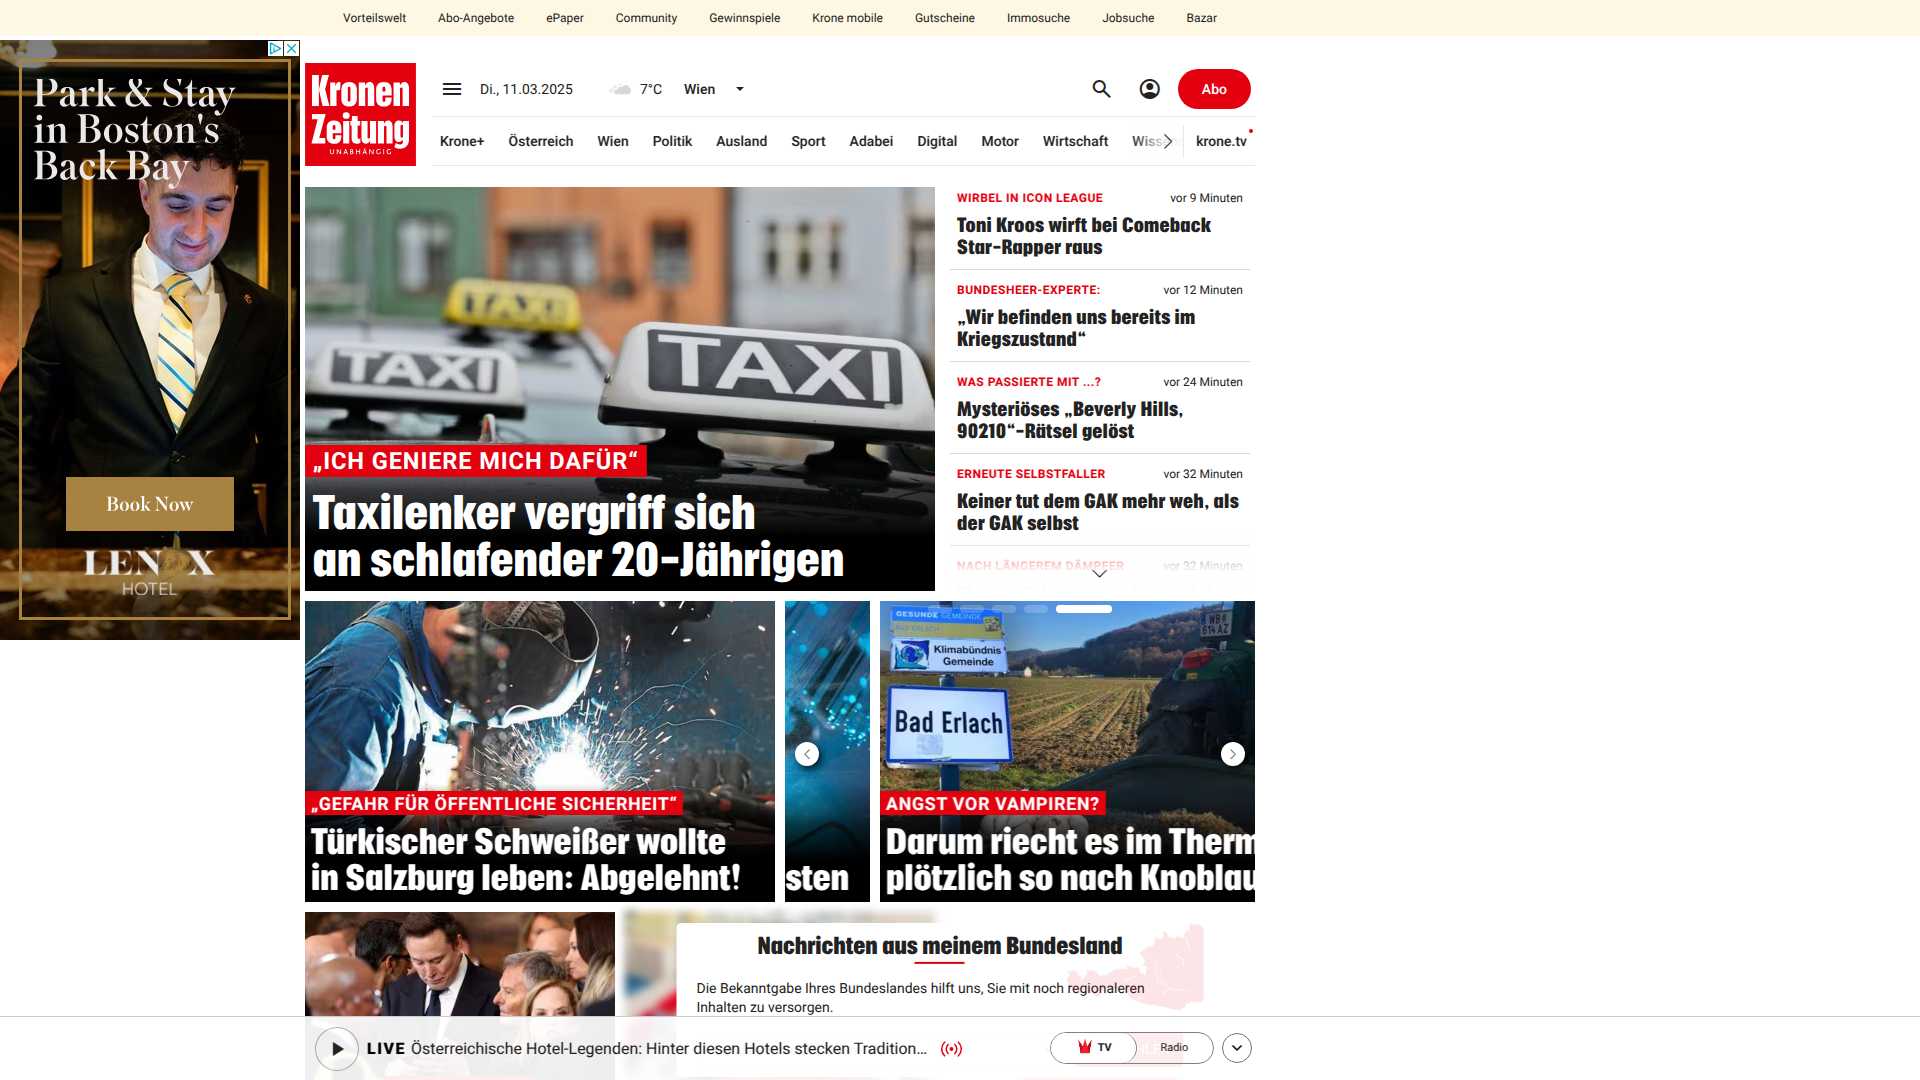 Vorteilswelt Abo-Angebote ePaper Community Gewinnspiele Krone mobile Gutscheine Immosuche Jobsuche Bazar
Park & Stay
in Boston's
Back Bay
Book Now
LENOX
HOTEL
Kronen
Zeitung
UNABHÄNGIG
Di., 11.03.2025 7°C Wien
Abo
Krone+ Österreich Wien Politik Ausland Sport Adabei Digital Motor Wirtschaft krone.tv
TAXI
TAXI
TAXI
„ICH GENIERE MICH DAFÜR“
Taxilenker vergriff sich
an schlafender 20-Jährigen
WIRBEL IN ICON LEAGUE vor 9 Minuten
Toni Kroos wirft bei Comeback
Star-Rapper raus
BUNDESHEER-EXPERTE: vor 12 Minuten
„Wir befinden uns bereits im
Kriegszustand“
WAS PASSIERTE MIT ...? vor 24 Minuten
Mysteriöses „Beverly Hills,
90210“-Rätsel gelöst
ERNEUTE SELBSTFALLER vor 32 Minuten
Keiner tut dem GAK mehr weh, als
der GAK selbst
NACH LÄNGEREM DÄMPFER vor 32 Minuten
„GEFAHR FÜR ÖFFENTLICHE SICHERHEIT“
Türkischer Schweißer wollte
in Salzburg leben: Abgelehnt!
sten
GESUNDE GEMEINDE
BAD ERLACH
Klimabündnis
Gemeinde
Bad Erlach
WB
614 AZ
ANGST VOR VAMPIREN?
Darum riecht es im Therm
plötzlich so nach Knoblau
Nachrichten aus meinem Bundesland
Die Bekanntgabe Ihres Bundeslandes hilft uns, Sie mit noch regionaleren
Inhalten zu versorgen.
LIVE Österreichische Hotel-Legenden: Hinter diesen Hotels stecken Tradition...
TV Radio